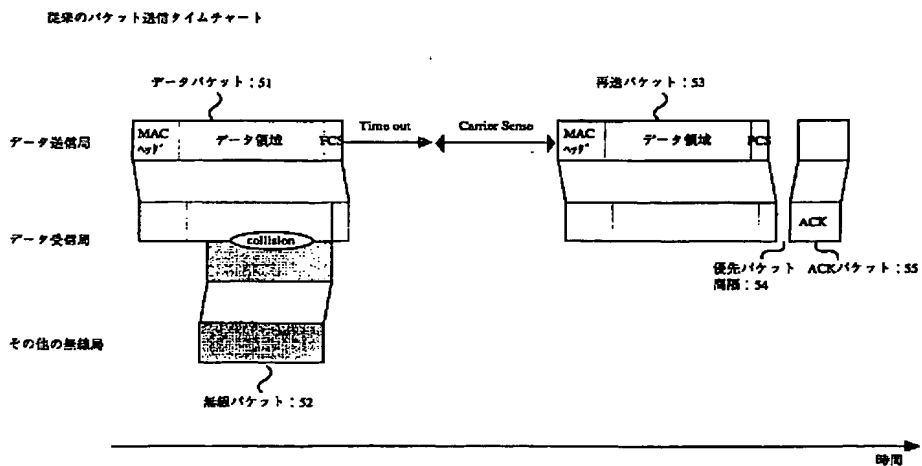 従来のパケット送信タイムチャート
データパケット：51
再送パケット：53
データ送信局
MAC
ヘッダ
データ領域
FCS
Time out
Carrier Sense
MAC
ヘッダ
データ領域
FCS
データ受信局
collision
ACK
優先パケット
間隔：54
ACKパケット：55
その他の無線局
無線パケット：52
時間